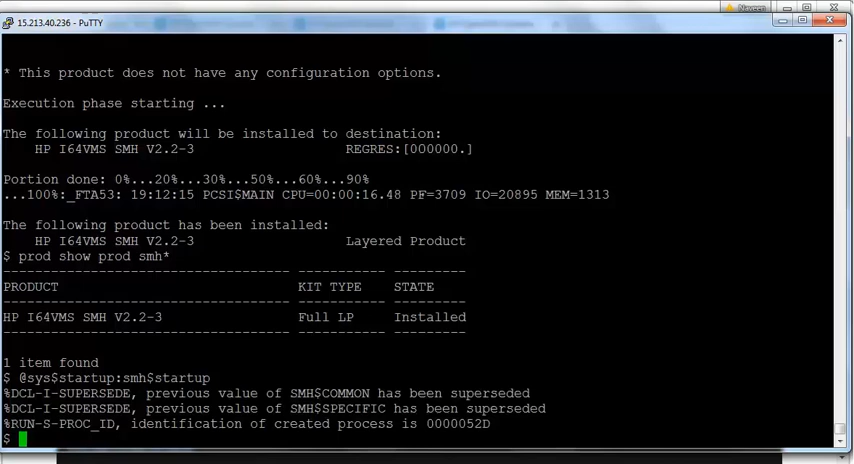 Naveen
15.213.40.236 - PuTTY
* This product does not have any configuration options.
Execution phase starting ...
The following product will be installed to destination:
HP I64VMS SMH V2.2-3 REGRES:[000000.]
Portion done: 0%...20%...30%...50%...60%...90%
...100%:_FTA53: 19:12:15 PCSI$MAIN CPU=00:00:16.48 PF=3709 IO=20895 MEM=1313
The following product has been installed:
HP I64VMS SMH V2.2-3 Layered Product
$ prod show prod smh*
------------------------------------ ----------- ---------
PRODUCT KIT TYPE STATE
------------------------------------ ----------- ---------
HP I64VMS SMH V2.2-3 Full LP Installed
------------------------------------ ----------- ---------
1 item found
$ @sys$startup:smh$startup
%DCL-I-SUPERSEDE, previous value of SMH$COMMON has been superseded
%DCL-I-SUPERSEDE, previous value of SMH$SPECIFIC has been superseded
%RUN-S-PROC_ID, identification of created process is 0000052D
$